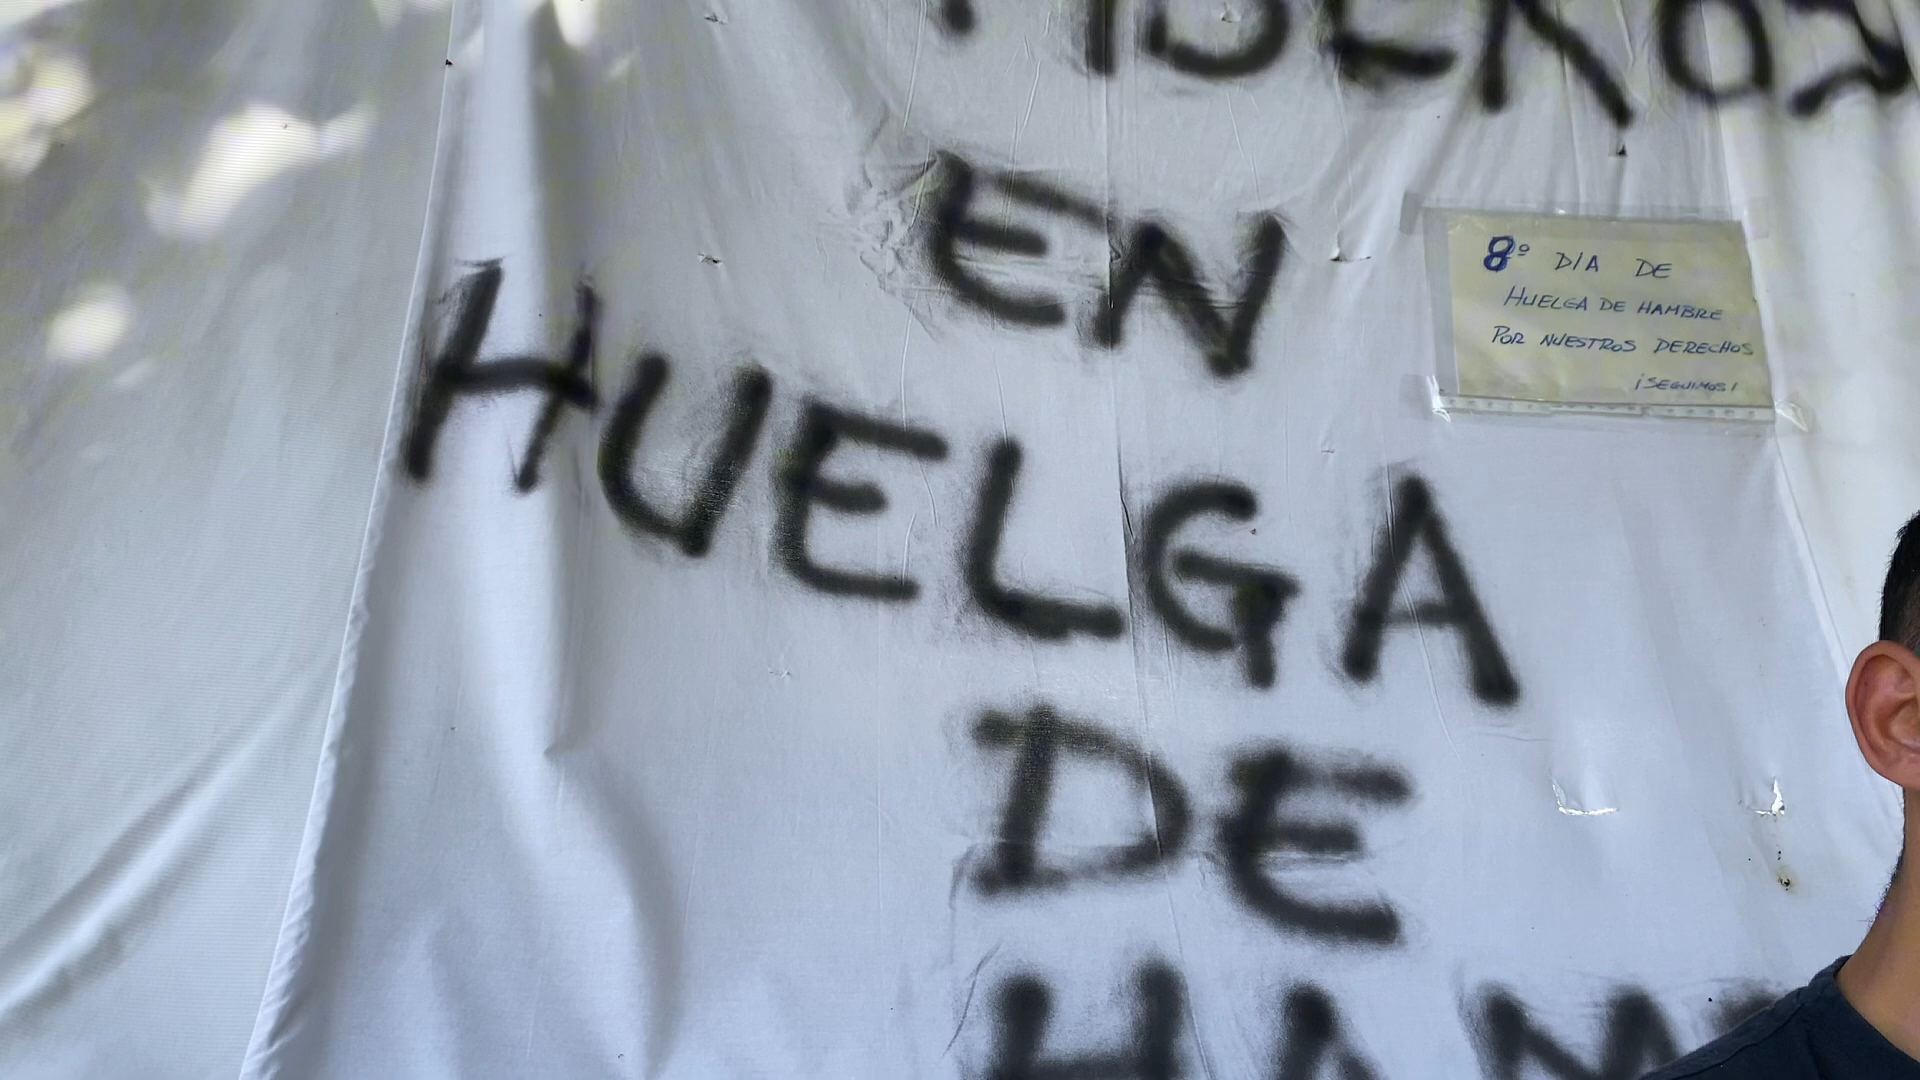 EN
HUELGA
DE
8º DIA DE
HUELGA DE HAMBRE
POR NUESTROS DERECHOS
¡SEGUIMOS!